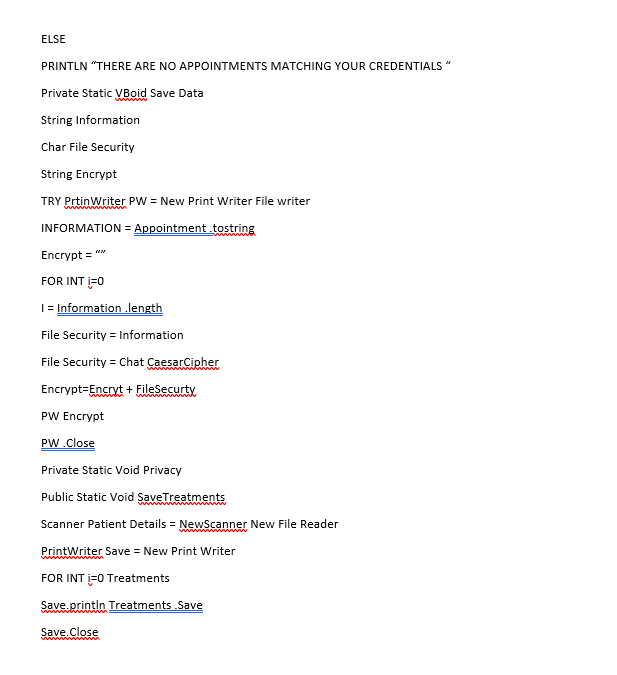 ELSE
PRINTLN “THERE ARE NO APPOINTMENTS MATCHING YOUR CREDENTIALS “
Private Static VBoid Save Data
String Information
Char File Security
String Encrypt
TRY PrtinWriter PW = New Print Writer File writer
INFORMATION = Appointment .tostring
Encrypt = “”
FOR INT i=0
I = Information .length
File Security = Information
File Security = Chat CaesarCipher
Encrypt=Encryt + FileSecurty
PW Encrypt
PW .Close
Private Static Void Privacy
Public Static Void SaveTreatments
Scanner Patient Details = NewScanner New File Reader
PrintWriter Save = New Print Writer
FOR INT i=0 Treatments
Save.println Treatments .Save
Save.Close